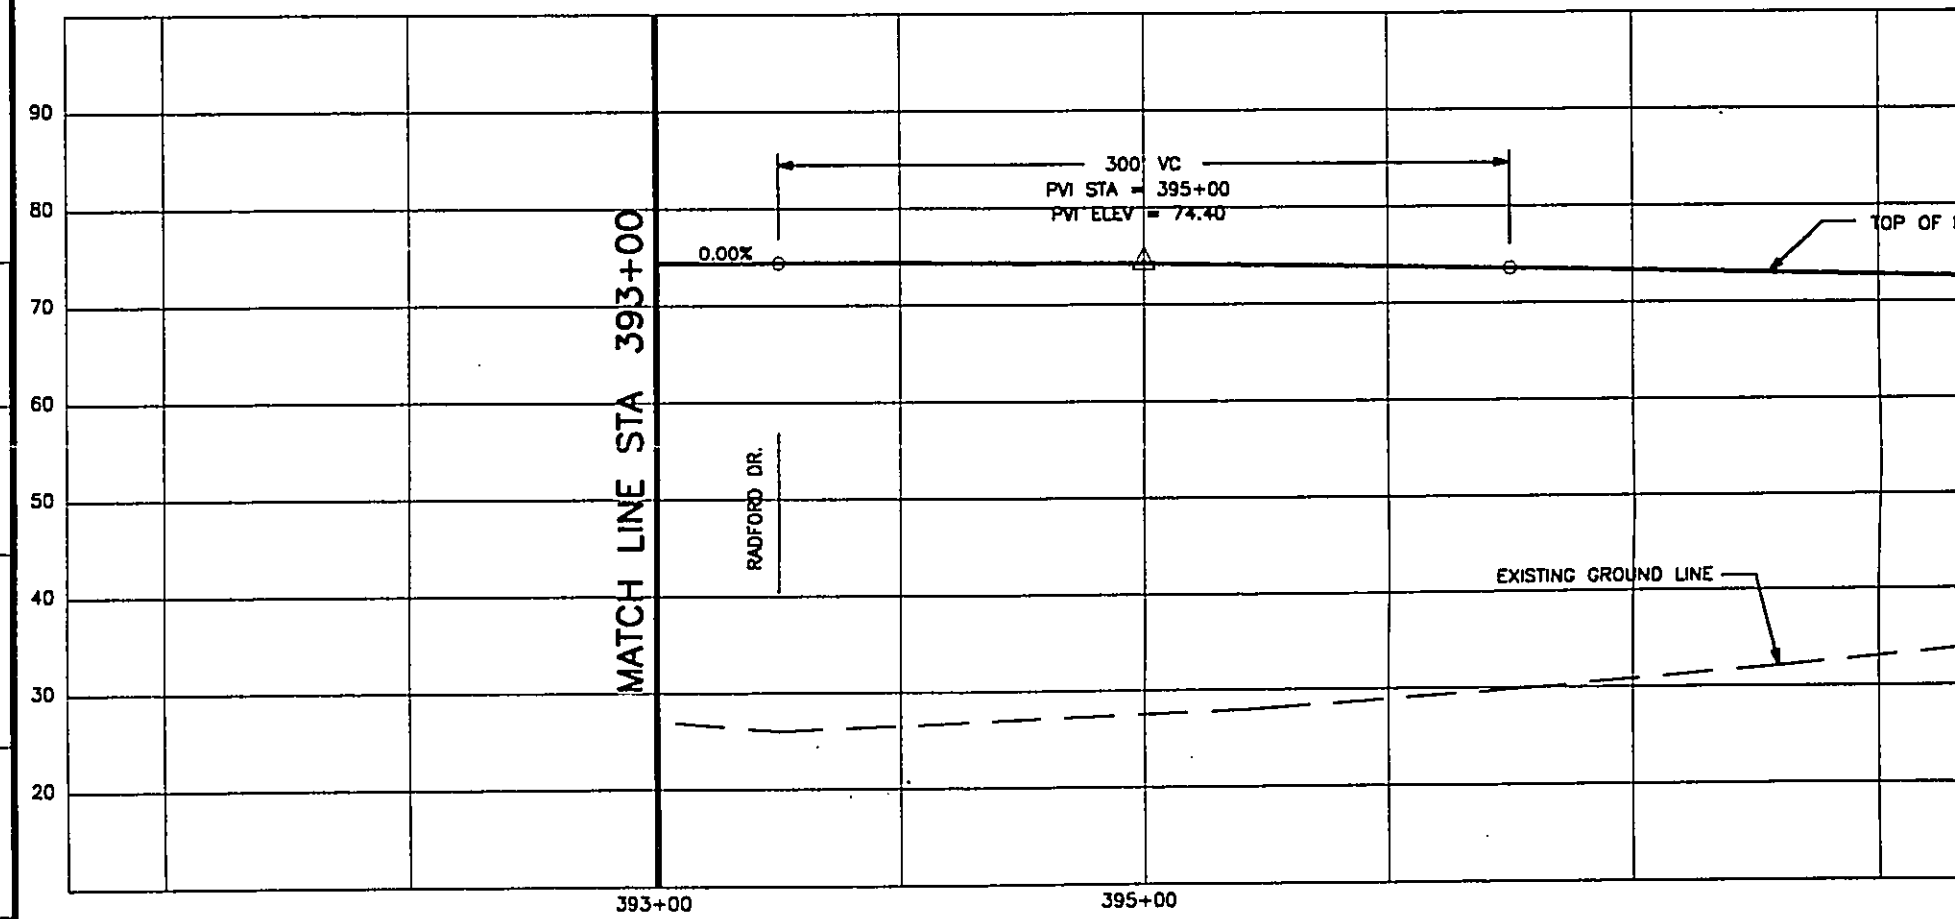 90
80
70
60
50
40
30
20
MATCH LINE STA 393+00
0.00%
300' VC
PVI STA = 395+00
PVI ELEV = 74.40
TOP OF
RADFORD DR.
EXISTING GROUND LINE
393+00
395+00